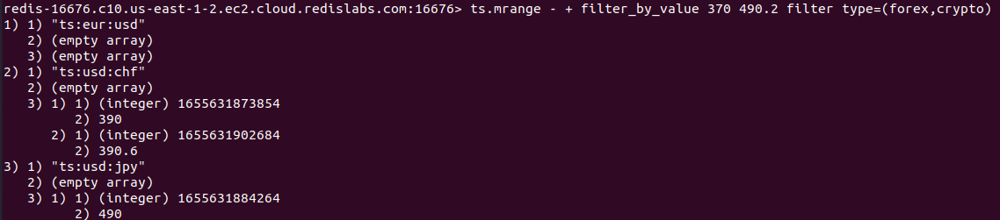 redis-16676.c10.us-east-1-2.ec2.cloud.redislabs.com:16676> ts.mrange - + filter_by_value 370 490.2 filter type=(forex,crypto)
1) 1) "ts:eur:usd"
   2) (empty array)
   3) (empty array)
2) 1) "ts:usd:chf"
   2) (empty array)
   3) 1) 1) (integer) 1655631873854
         2) 390
      2) 1) (integer) 1655631902684
         2) 390.6
3) 1) "ts:usd:jpy"
   2) (empty array)
   3) 1) 1) (integer) 1655631884264
         2) 490